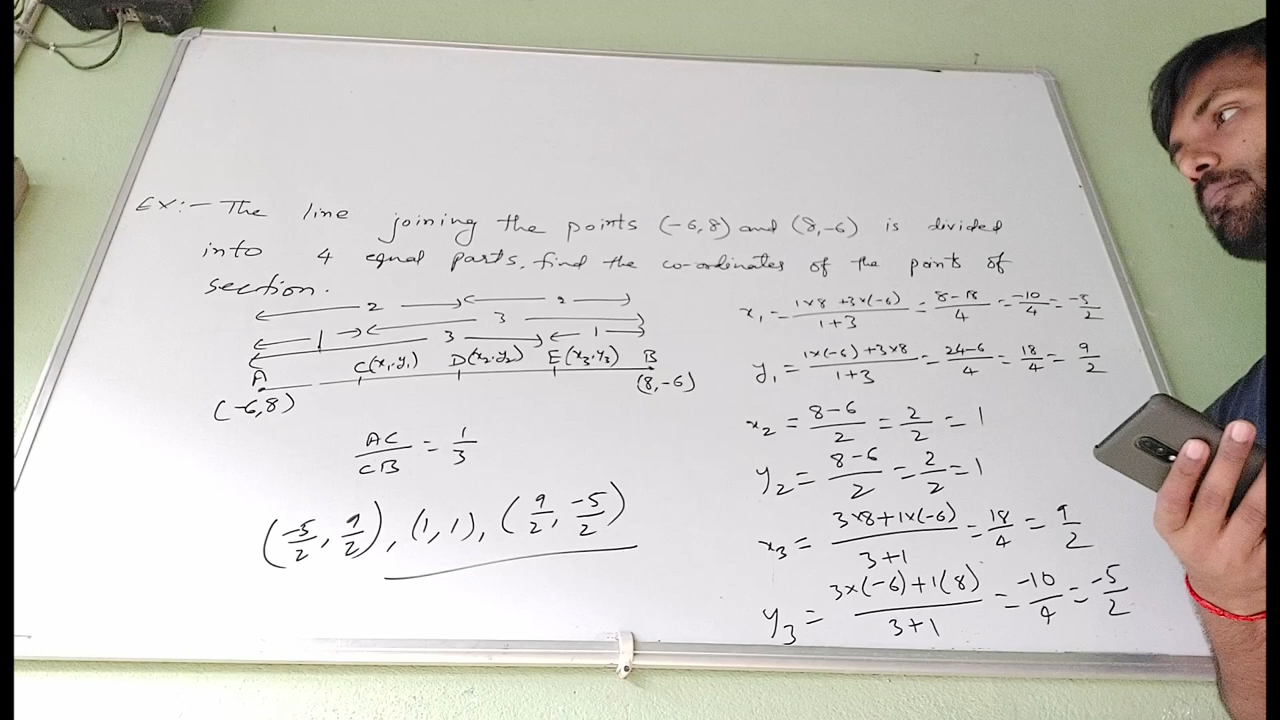 EX:- The line joining the points (-6,8) and (8,-6) is divided
into 4 equal parts, find the co-ordinates of the points of
section.
2 2
1 3
3 1
A C(x₁,y₁) D(x₂,y₂) E(x₃,y₃) B
(-6,8) (8,-6)
AC/CB = 1/3
(-5/2, 9/2), (1,1), (9/2, -5/2)
x₁ = (1×8+3×(-6))/(1+3) = (8-18)/4 = -10/4 = -5/2
y₁ = (1×(-6)+3×8)/(1+3) = (24-6)/4 = 18/4 = 9/2
x₂ = (8-6)/2 = 2/2 = 1
y₂ = (8-6)/2 = 2/2 = 1
x₃ = (3×8+1×(-6))/(3+1) = 18/4 = 9/2
y₃ = (3×(-6)+1(8))/(3+1) = -10/4 = -5/2